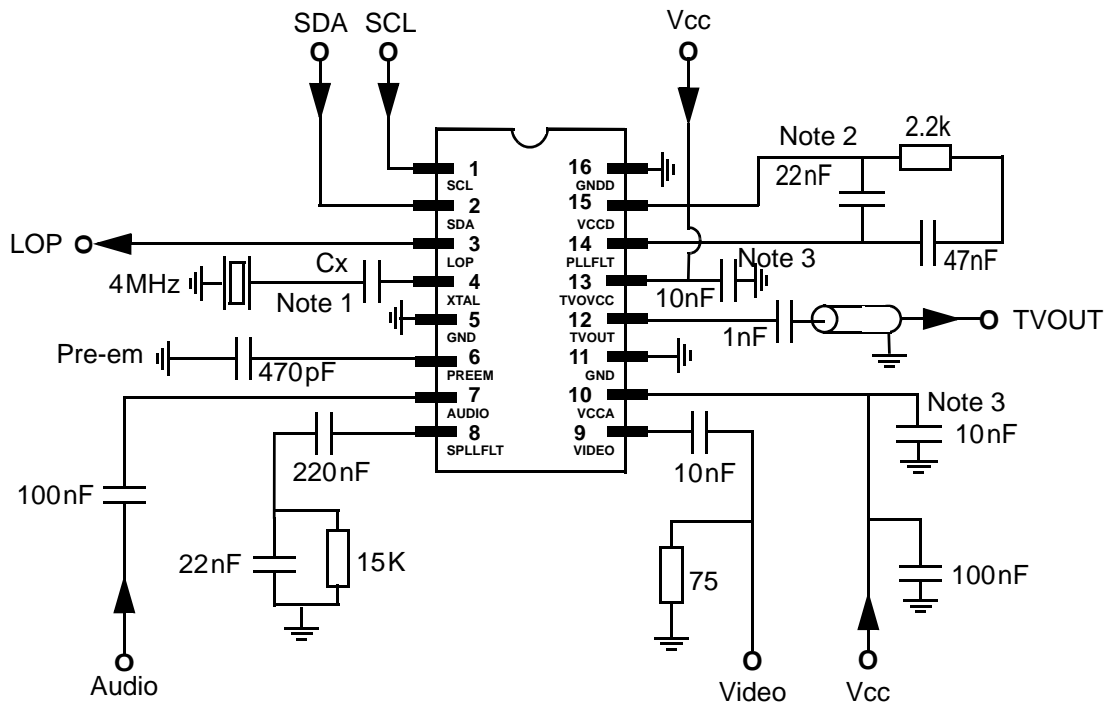 SDA SCL
Vcc
LOP
4MHz
Cx
Note 1
Pre-em
470pF
220nF
100nF
22nF
15K
Audio
1
SCL
2
SDA
3
LOP
4
XTAL
5
GND
6
PREEM
7
AUDIO
8
SPLLFLT
16
GNDD
15
VCCD
14
PLLFLT
13
TVOVCC
12
TVOUT
11
GND
10
VCCA
9
VIDEO
Note 2
2.2k
22nF
47nF
Note 3
10nF
1nF
TVOUT
Note 3
10nF
10nF
75
100nF
Video
Vcc